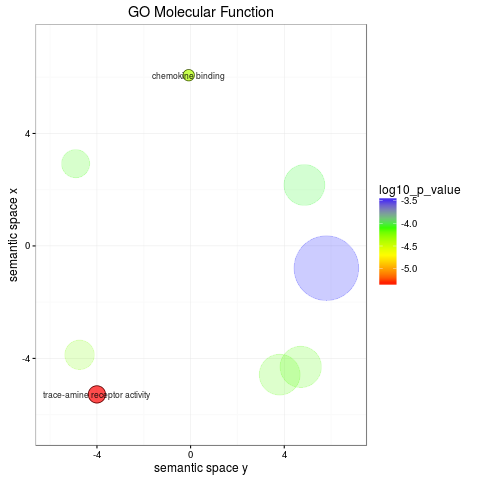 GO Molecular Function
chemokine binding
trace-amine receptor activity
4
0
-4
-4
0
4
semantic space x
semantic space y
log10_p_value
-3.5
-4.0
-4.5
-5.0